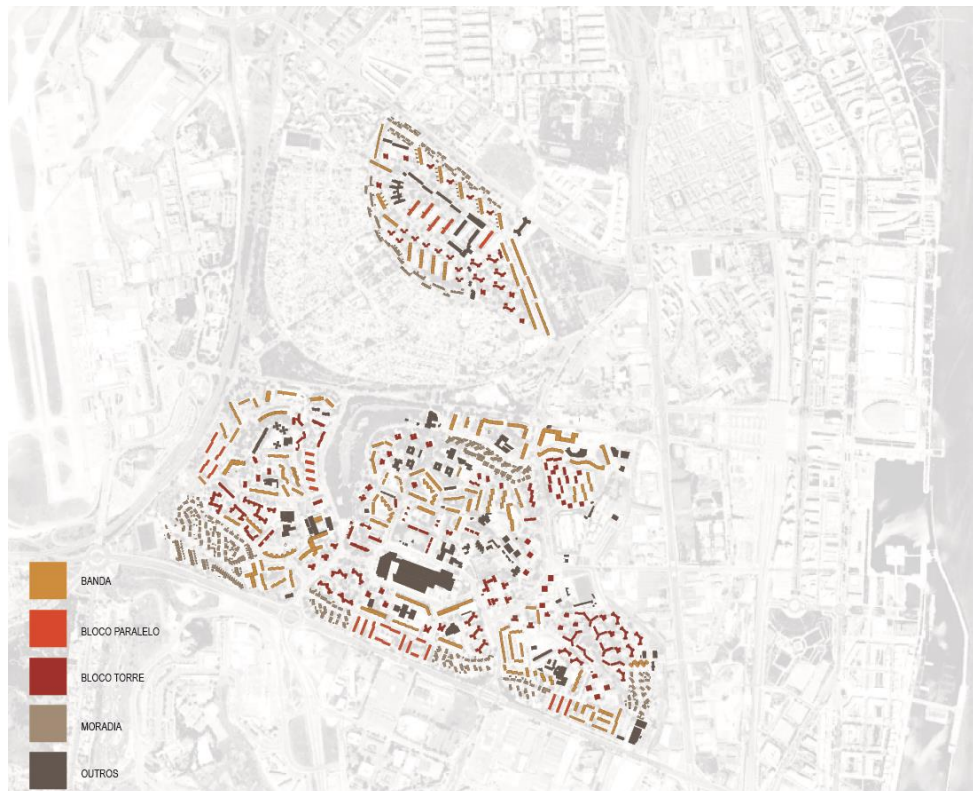 BANDA
BLOCO PARALELO
BLOCO TORRE
MORADIA
OUTROS